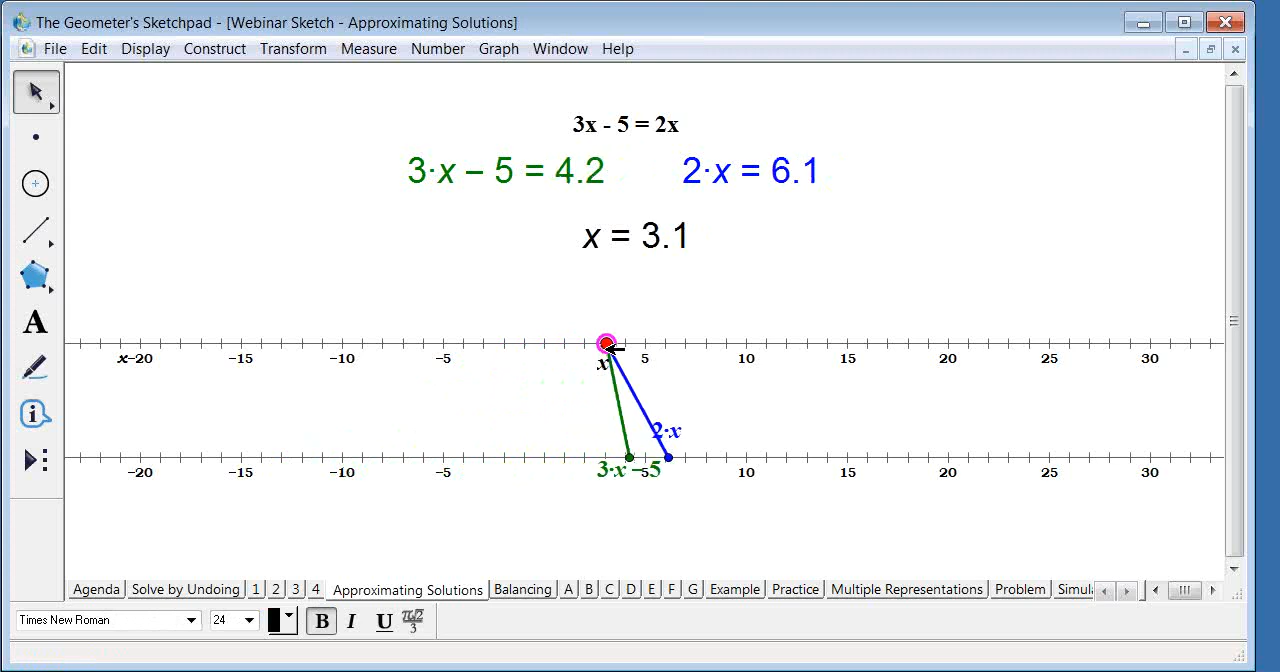 The Geometer's Sketchpad - [Webinar Sketch - Approximating Solutions]
File Edit Display Construct Transform Measure Number Graph Window Help
3x - 5 = 2x
3·x – 5 = 4.2 2·x = 6.1
x = 3.1
x -20 -15 -10 -5 5 10 15 20 25 30
x
2·x
-20 -15 -10 -5 5 10 15 20 25 30
3·x – 5
A
i
Agenda Solve by Undoing 1 2 3 4 Approximating Solutions Balancing A B C D E F G Example Practice Multiple Representations Problem Simul
Times New Roman 24 B I U π√2/3